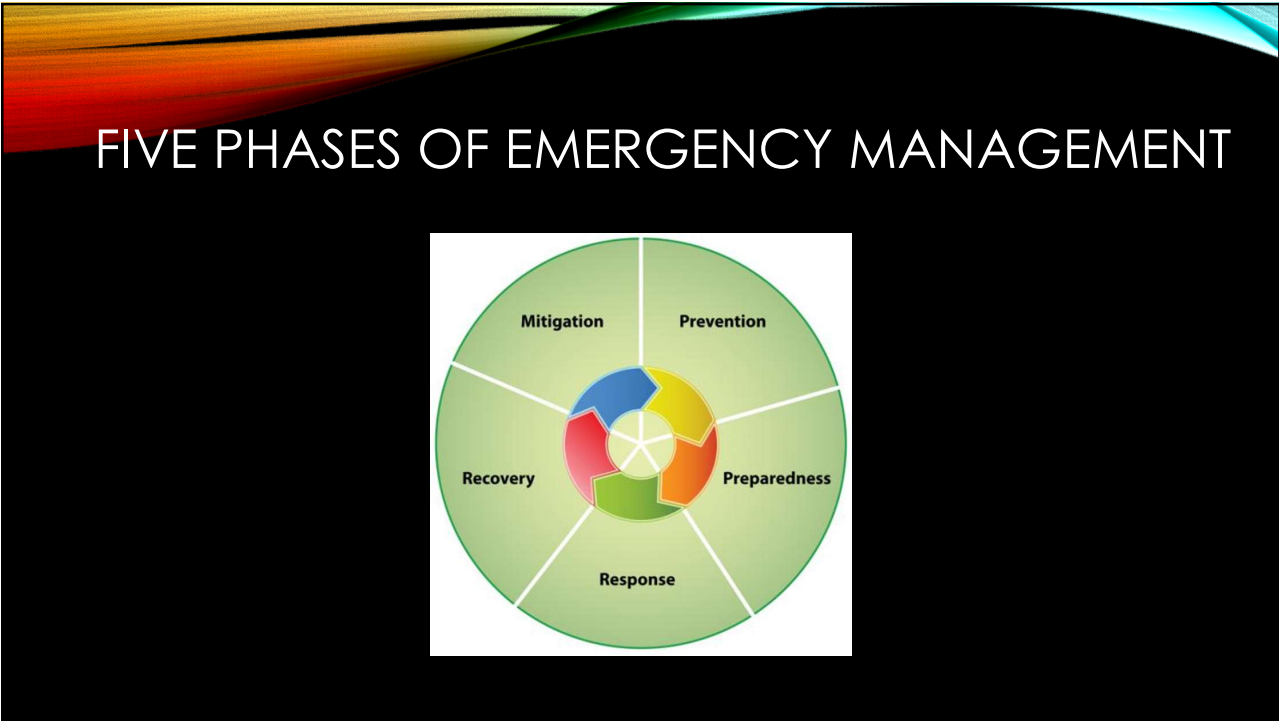 FIVE PHASES OF EMERGENCY MANAGEMENT
Mitigation
Prevention
Recovery
Preparedness
Response